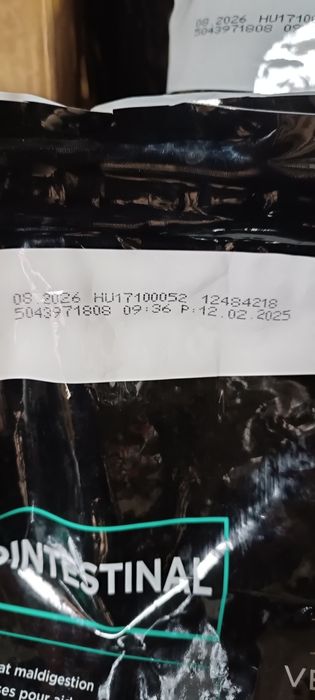 08 2026 HU17100
5043971808 09
08 2026 HU17100052 12484218
5043971808 09:36 P:12.02.2025
INTESTINAL
at maldigestion
ses pour